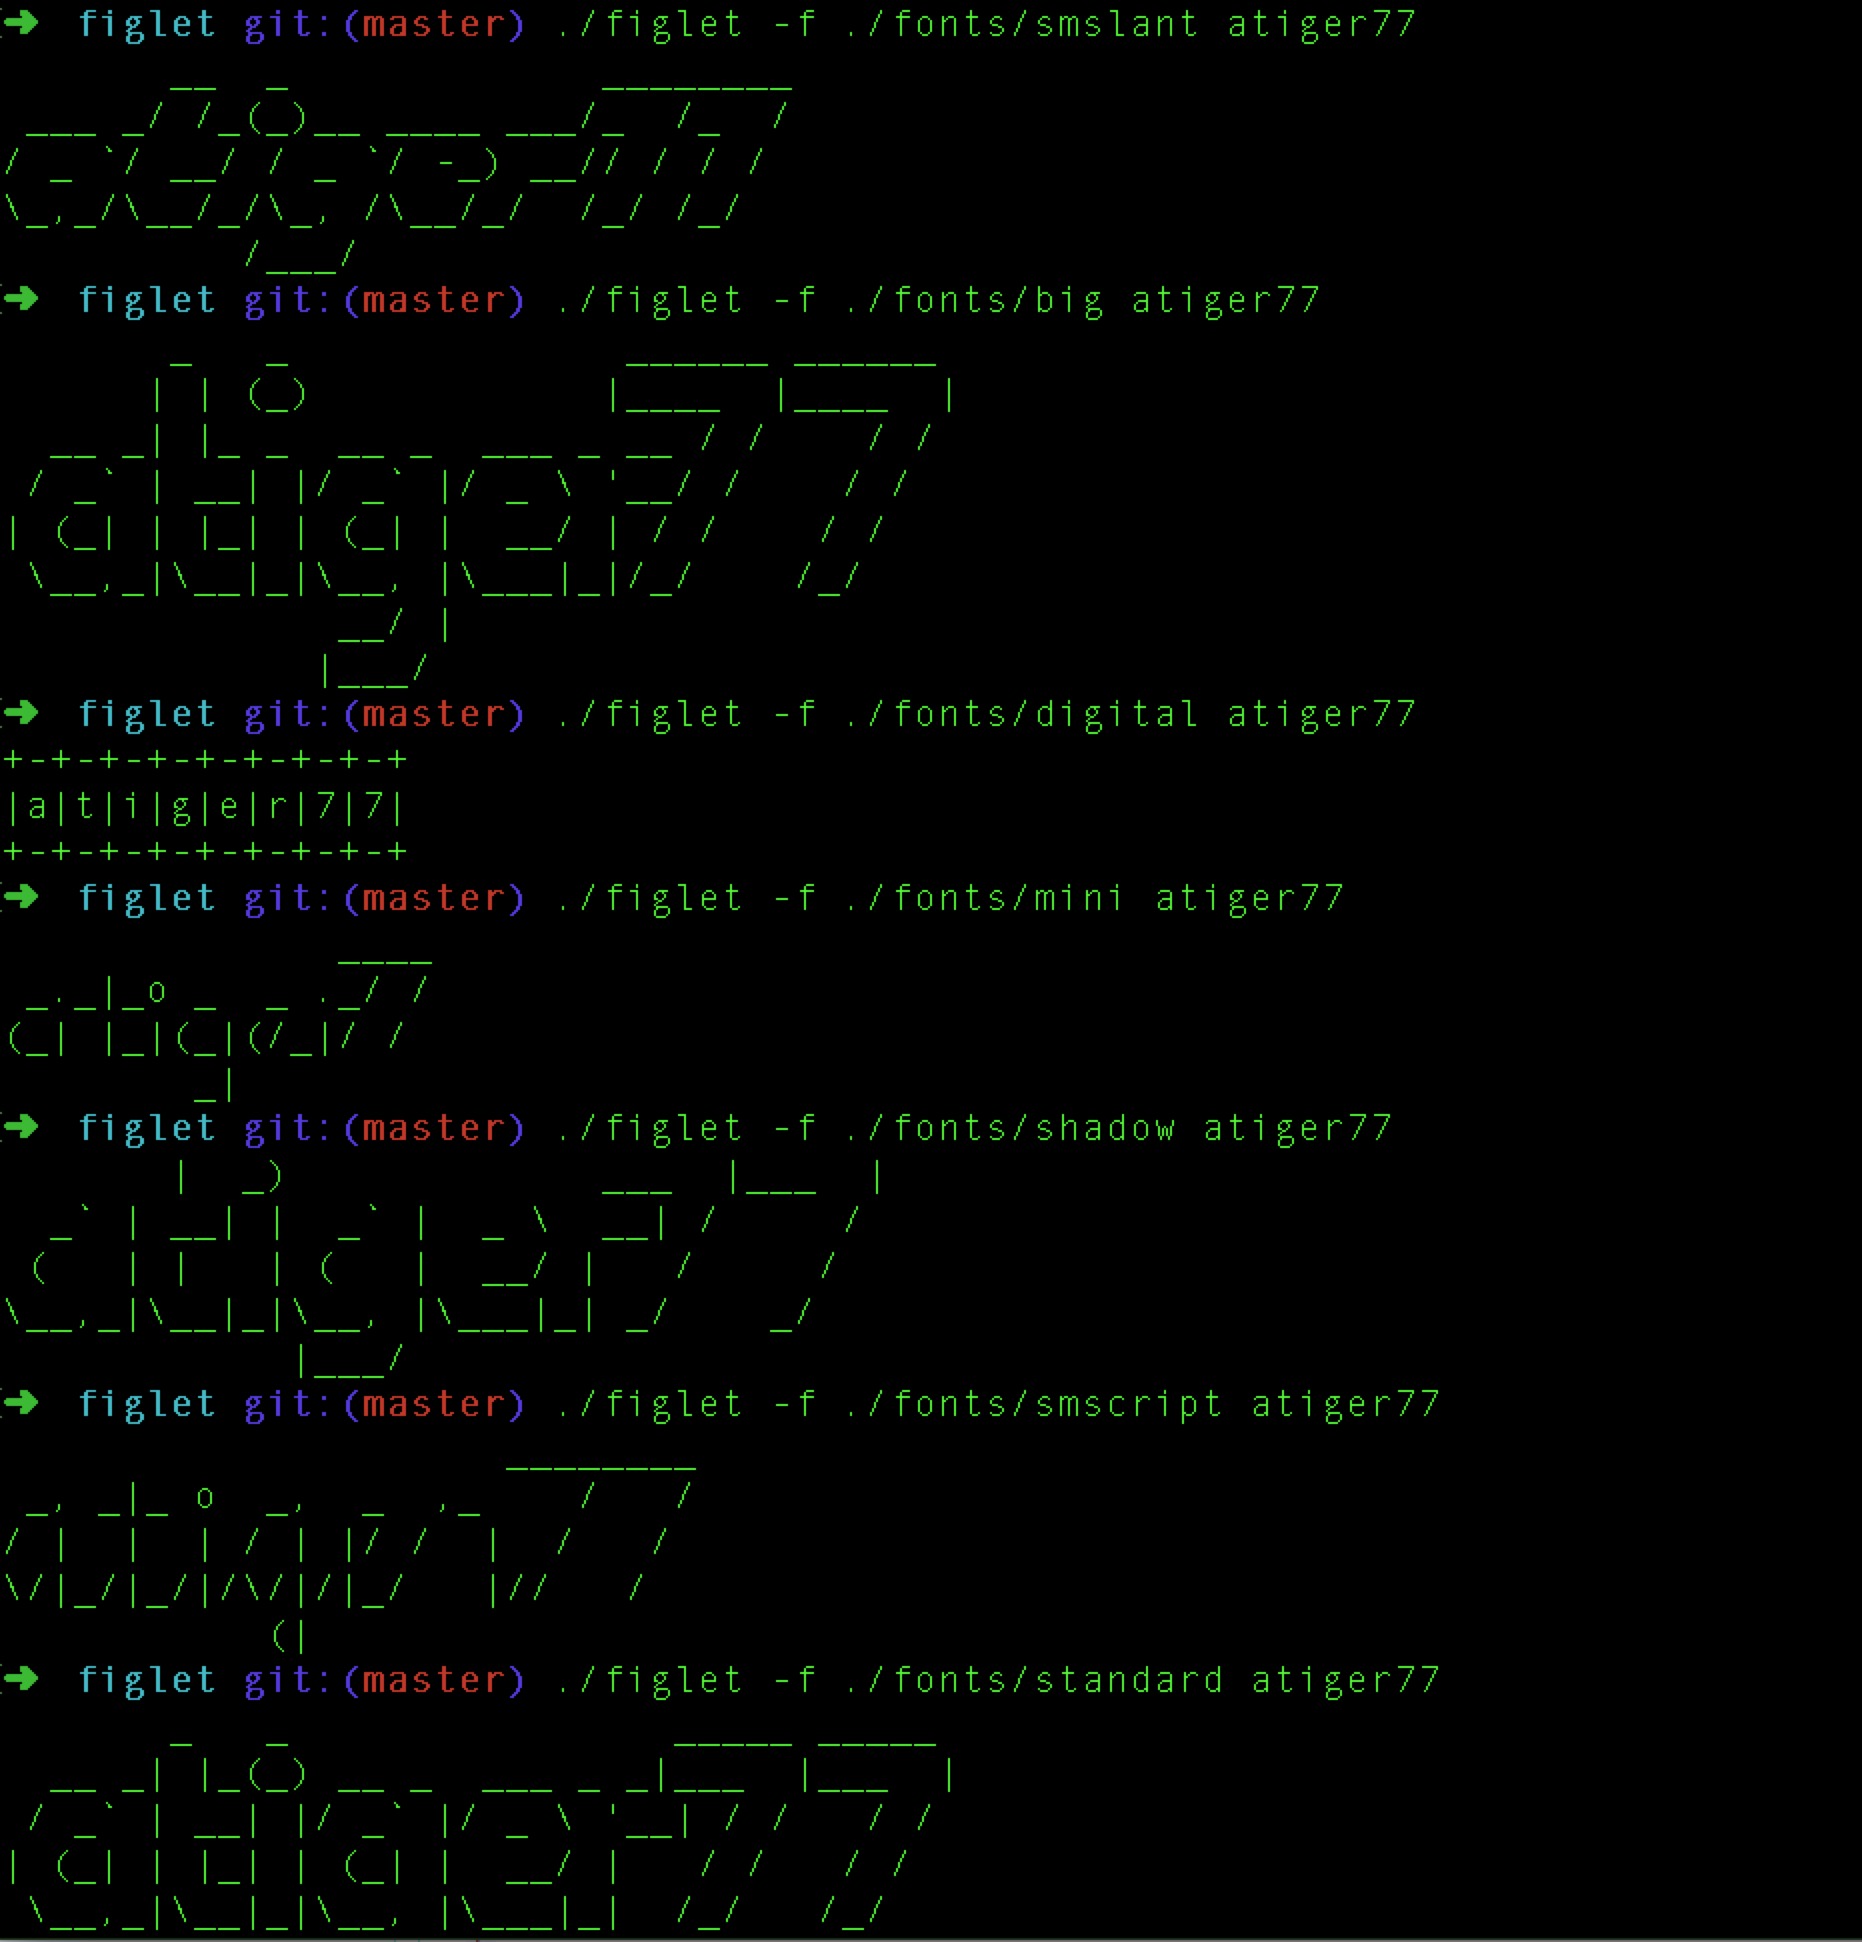 ➜  figlet git:(master) ./figlet -f ./fonts/smslant atiger77
       __  _             ________
 ___ _/ /_(_)__ ____ ___/_  /_  /
/ _ `/ __/ / _ `/ -_) __// / / /
\_,_/\__/_/\_, /\__/_/  /_/ /_/
          /___/
➜  figlet git:(master) ./figlet -f ./fonts/big atiger77
       _   _              ______ ______
      | | (_)            |____  |____  |
  __ _| |_ _  __ _  ___ _ __ / /    / /
 / _` | __| |/ _` |/ _ \ '__/ /    / /
| (_| | |_| | (_| |  __/ | / /    / /
 \__,_|\__|_|\__, |\___|_|/_/    /_/
              __/ |
             |___/
➜  figlet git:(master) ./figlet -f ./fonts/digital atiger77
+-+-+-+-+-+-+-+-+
|a|t|i|g|e|r|7|7|
+-+-+-+-+-+-+-+-+
➜  figlet git:(master) ./figlet -f ./fonts/mini atiger77
              ____
 _._|_o _  _ ._/ /
(_| |_|(_|(/_|/ /
        _|
➜  figlet git:(master) ./figlet -f ./fonts/shadow atiger77
       |  _)             ___  |___  |
  _` | __| |  _` |  _ \  __| /     /
 (   | |   | (   |  __/ |   /     /
\__,_|\__|_|\__, |\___|_| _/    _/
            |___/
➜  figlet git:(master) ./figlet -f ./fonts/smscript atiger77
                     ________
 _, _|_ o  _,  _  ,_    /   /
/ |  |  | / | |/ /  |  /   /
\/|_/|_/|/\/|/|_/   |//   /
           (|
➜  figlet git:(master) ./figlet -f ./fonts/standard atiger77
       _   _                _____ _____
  __ _| |_(_) __ _  ___ _ _|___  |___  |
 / _` | __| |/ _` |/ _ \ '__| / /   / /
| (_| | |_| | (_| |  __/ |   / /   / /
 \__,_|\__|_|\__, |\___|_|  /_/   /_/